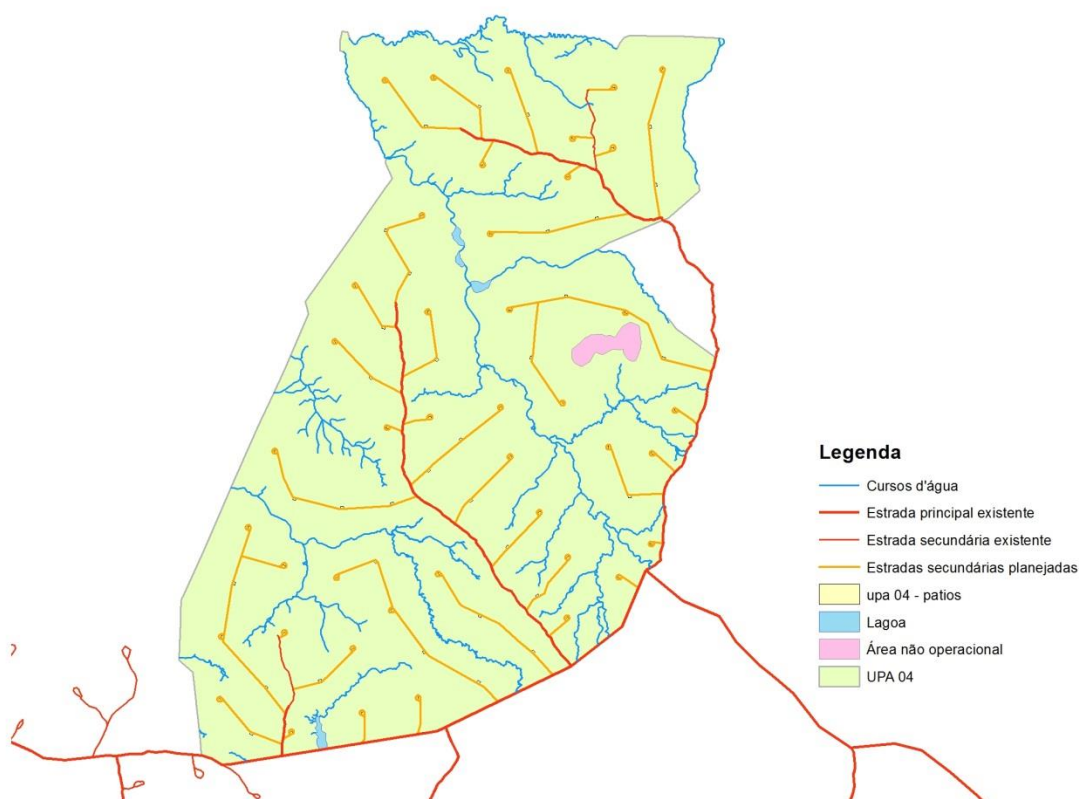 Legenda
Cursos d'água
Estrada principal existente
Estrada secundária existente
Estradas secundárias planejadas
upa 04 - patios
Lagoa
Área não operacional
UPA 04